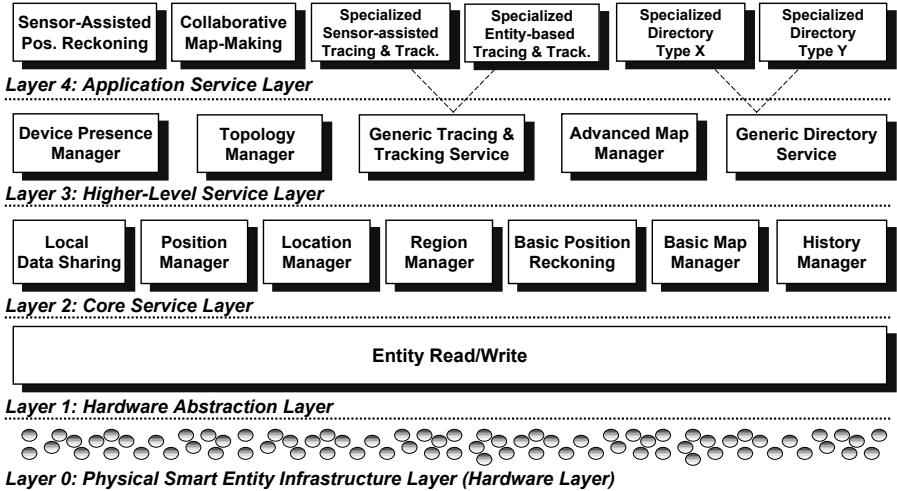 Sensor-Assisted
Pos. Reckoning
Collaborative
Map-Making
Specialized
Sensor-assisted
Tracing & Track.
Specialized
Entity-based
Tracing & Track.
Specialized
Directory
Type X
Specialized
Directory
Type Y
Layer 4: Application Service Layer
Device Presence
Manager
Topology
Manager
Generic Tracing &
Tracking Service
Advanced Map
Manager
Generic Directory
Service
Layer 3: Higher-Level Service Layer
Local
Data Sharing
Position
Manager
Location
Manager
Region
Manager
Basic Position
Reckoning
Basic Map
Manager
History
Manager
Layer 2: Core Service Layer
Entity Read/Write
Layer 1: Hardware Abstraction Layer
Layer 0: Physical Smart Entity Infrastructure Layer (Hardware Layer)